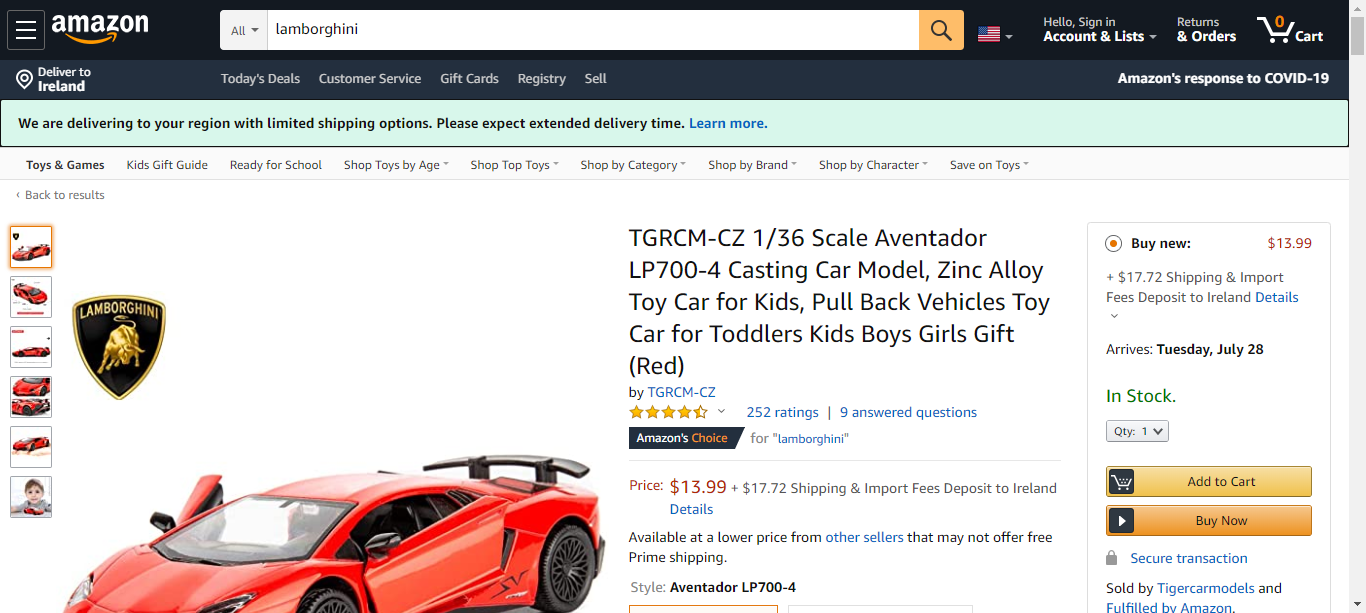 amazon
All
lamborghini
Hello, Sign in
Account & Lists
Returns
& Orders
0
Cart
Deliver to
Ireland
Today's Deals
Customer Service
Gift Cards
Registry
Sell
Amazon's response to COVID-19
We are delivering to your region with limited shipping options. Please expect extended delivery time. Learn more.
Toys & Games
Kids Gift Guide
Ready for School
Shop Toys by Age
Shop Top Toys
Shop by Category
Shop by Brand
Shop by Character
Save on Toys
‹ Back to results
LAMBORGHINI
TGRCM-CZ 1/36 Scale Aventador
LP700-4 Casting Car Model, Zinc Alloy
Toy Car for Kids, Pull Back Vehicles Toy
Car for Toddlers Kids Boys Girls Gift
(Red)
by TGRCM-CZ
252 ratings | 9 answered questions
Amazon's Choice for "lamborghini"
Price: $13.99 + $17.72 Shipping & Import Fees Deposit to Ireland
Details
Available at a lower price from other sellers that may not offer free
Prime shipping.
Style: Aventador LP700-4
Buy new: $13.99
+ $17.72 Shipping & Import
Fees Deposit to Ireland Details
Arrives: Tuesday, July 28
In Stock.
Qty: 1
Add to Cart
Buy Now
Secure transaction
Sold by Tigercarmodels and
Fulfilled by Amazon.